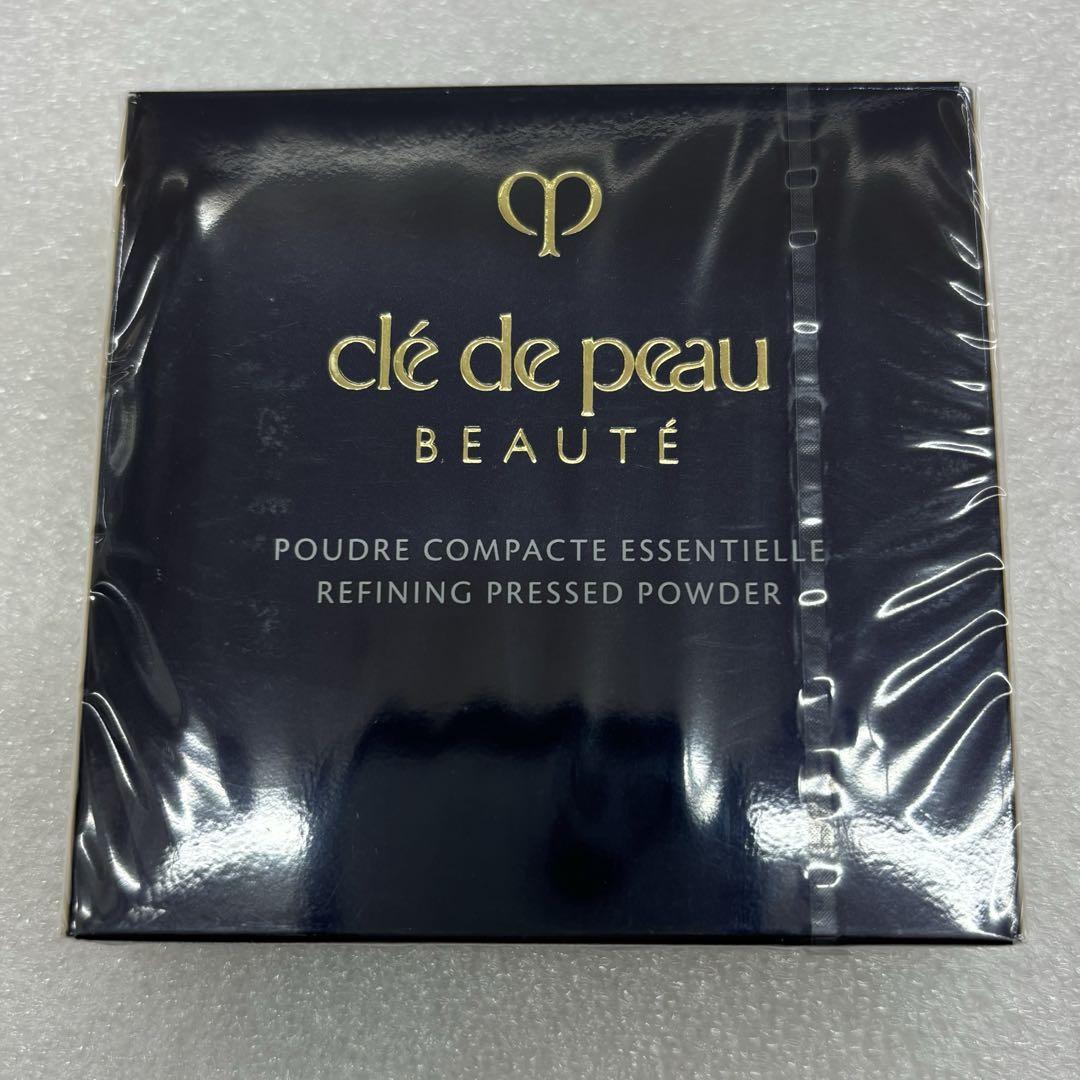 clé de peau
BEAUTÉ
POUDRE COMPACTE ESSENTIELLE
REFINING PRESSED POWDER